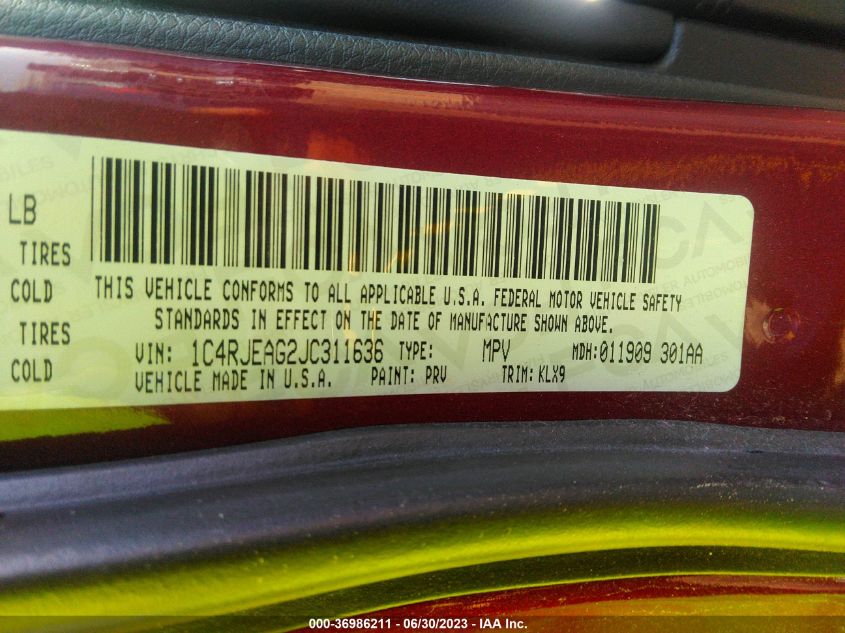 LB
TIRES
COLD
TIRES
COLD
THIS VEHICLE CONFORMS TO ALL APPLICABLE U.S.A. FEDERAL MOTOR VEHICLE SAFETY
STANDARDS IN EFFECT ON THE DATE OF MANUFACTURE SHOWN ABOVE.
VIN: 1C4RJEAG2JC311636 TYPE: MPV MDH:011909 301AA
VEHICLE MADE IN U.S.A. PAINT: PRV TRIM: KLX9
000-36986211 - 06/30/2023 - IAA Inc.